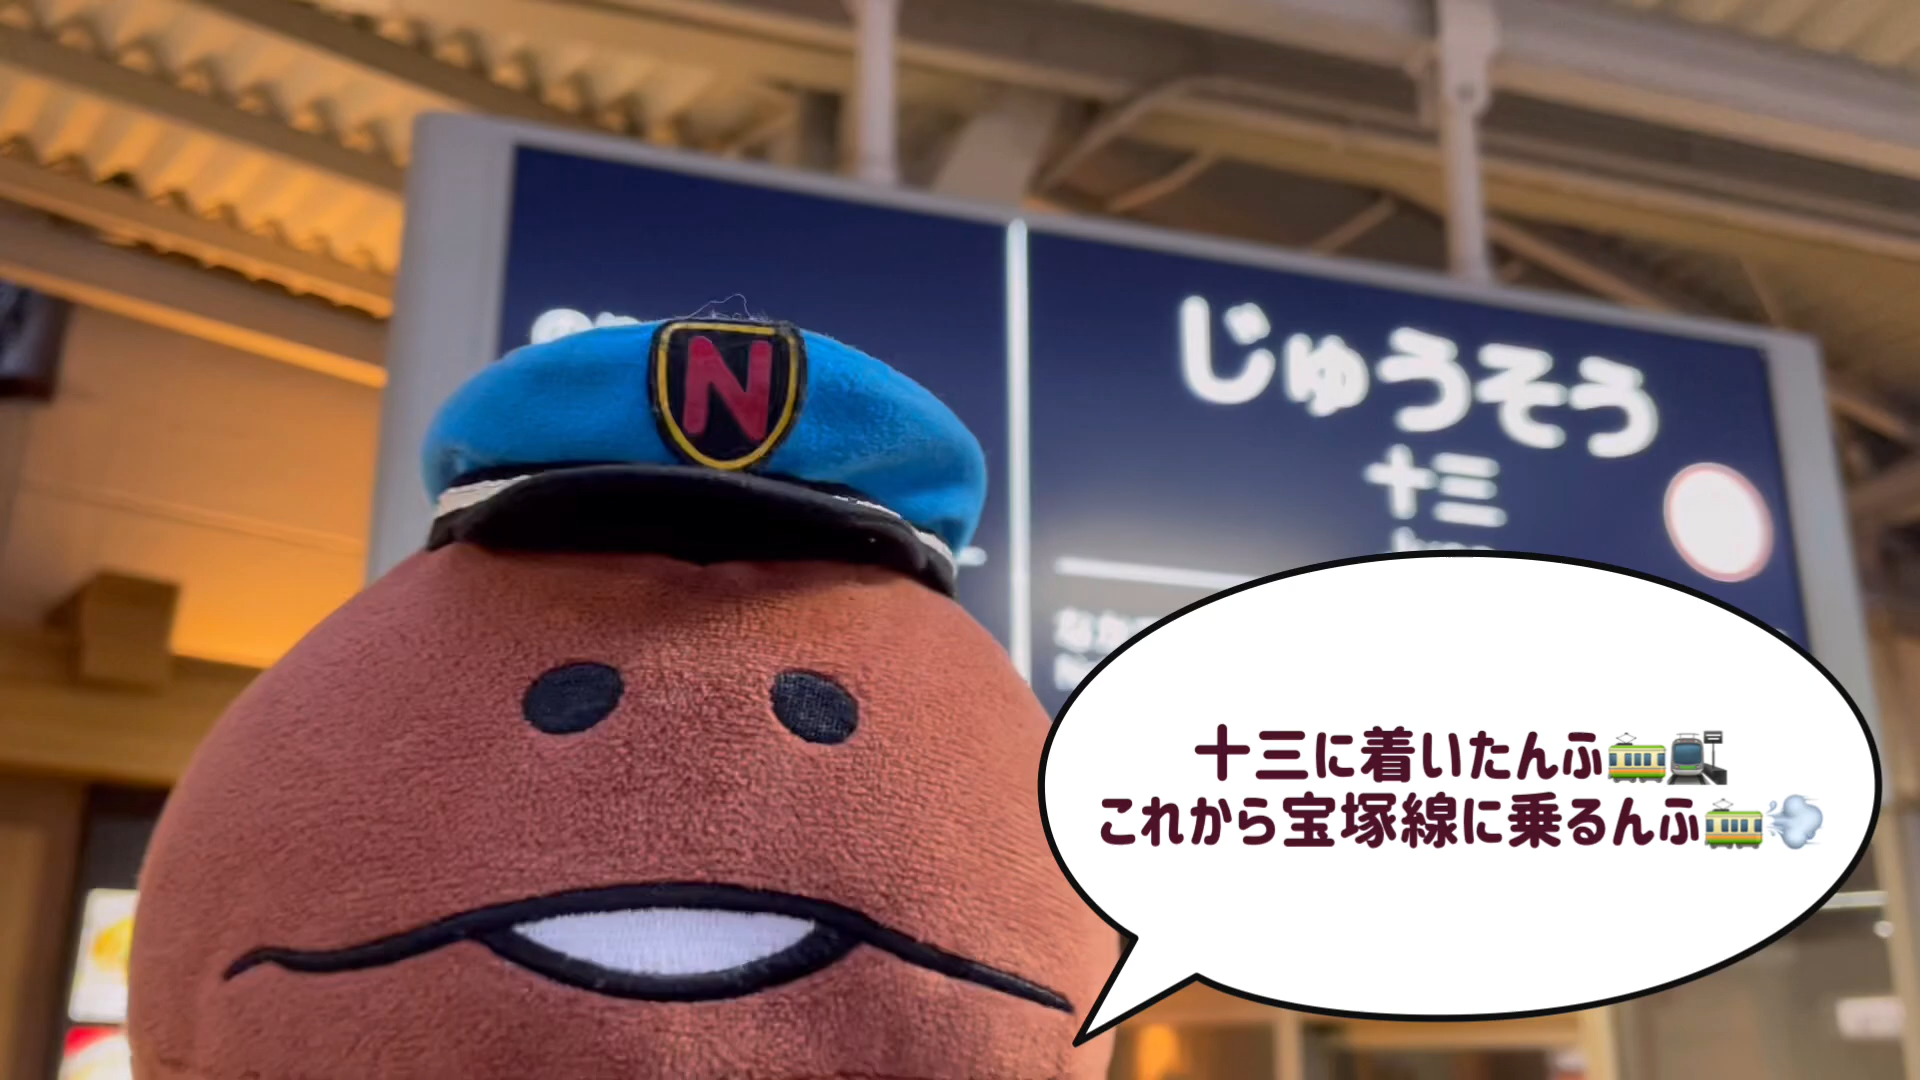 じゅうそう
十三
N
十三に着いたんふ🚃🚉
これから宝塚線に乗るんふ🚃💨